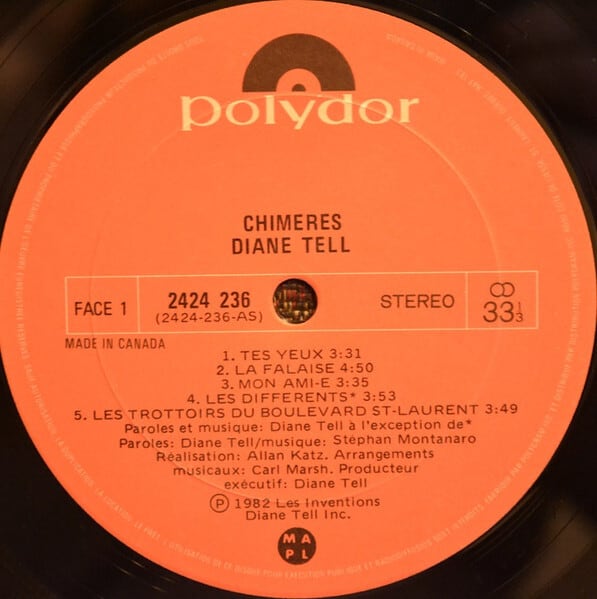 polydor
CHIMERES
DIANE TELL
FACE 1
2424 236
(2424-236-AS)
STEREO
33 1/3
MADE IN CANADA
1. TES YEUX 3:31
2. LA FALAISE 4:50
3. MON AMI-E 3:35
4. LES DIFFERENTS* 3:53
5. LES TROTTOIRS DU BOULEVARD ST-LAURENT 3:49
Paroles et musique: Diane Tell à l'exception de*
Paroles: Diane Tell/musique: Stéphan Montanaro
Réalisation: Allan Katz. Arrangements
musicaux: Carl Marsh. Producteur
exécutif: Diane Tell
Ⓟ 1982 Les Inventions
Diane Tell Inc.
M A
P L